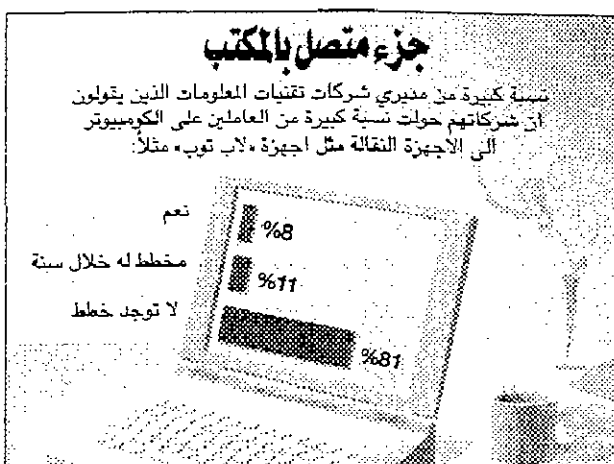 جزء متصل بالمكتب
نسبة كبيرة من مديري شركات تقنيات المعلومات الذين يقولون
ان شركاتهم حولت نسبة كبيرة من العاملين على الكومبيوتر
الى الاجهزة النقالة مثل اجهزة «لاب توب» مثلاً:
نعم
%8
مخطط له خلال سنة
%11
لا توجد خطط
%81